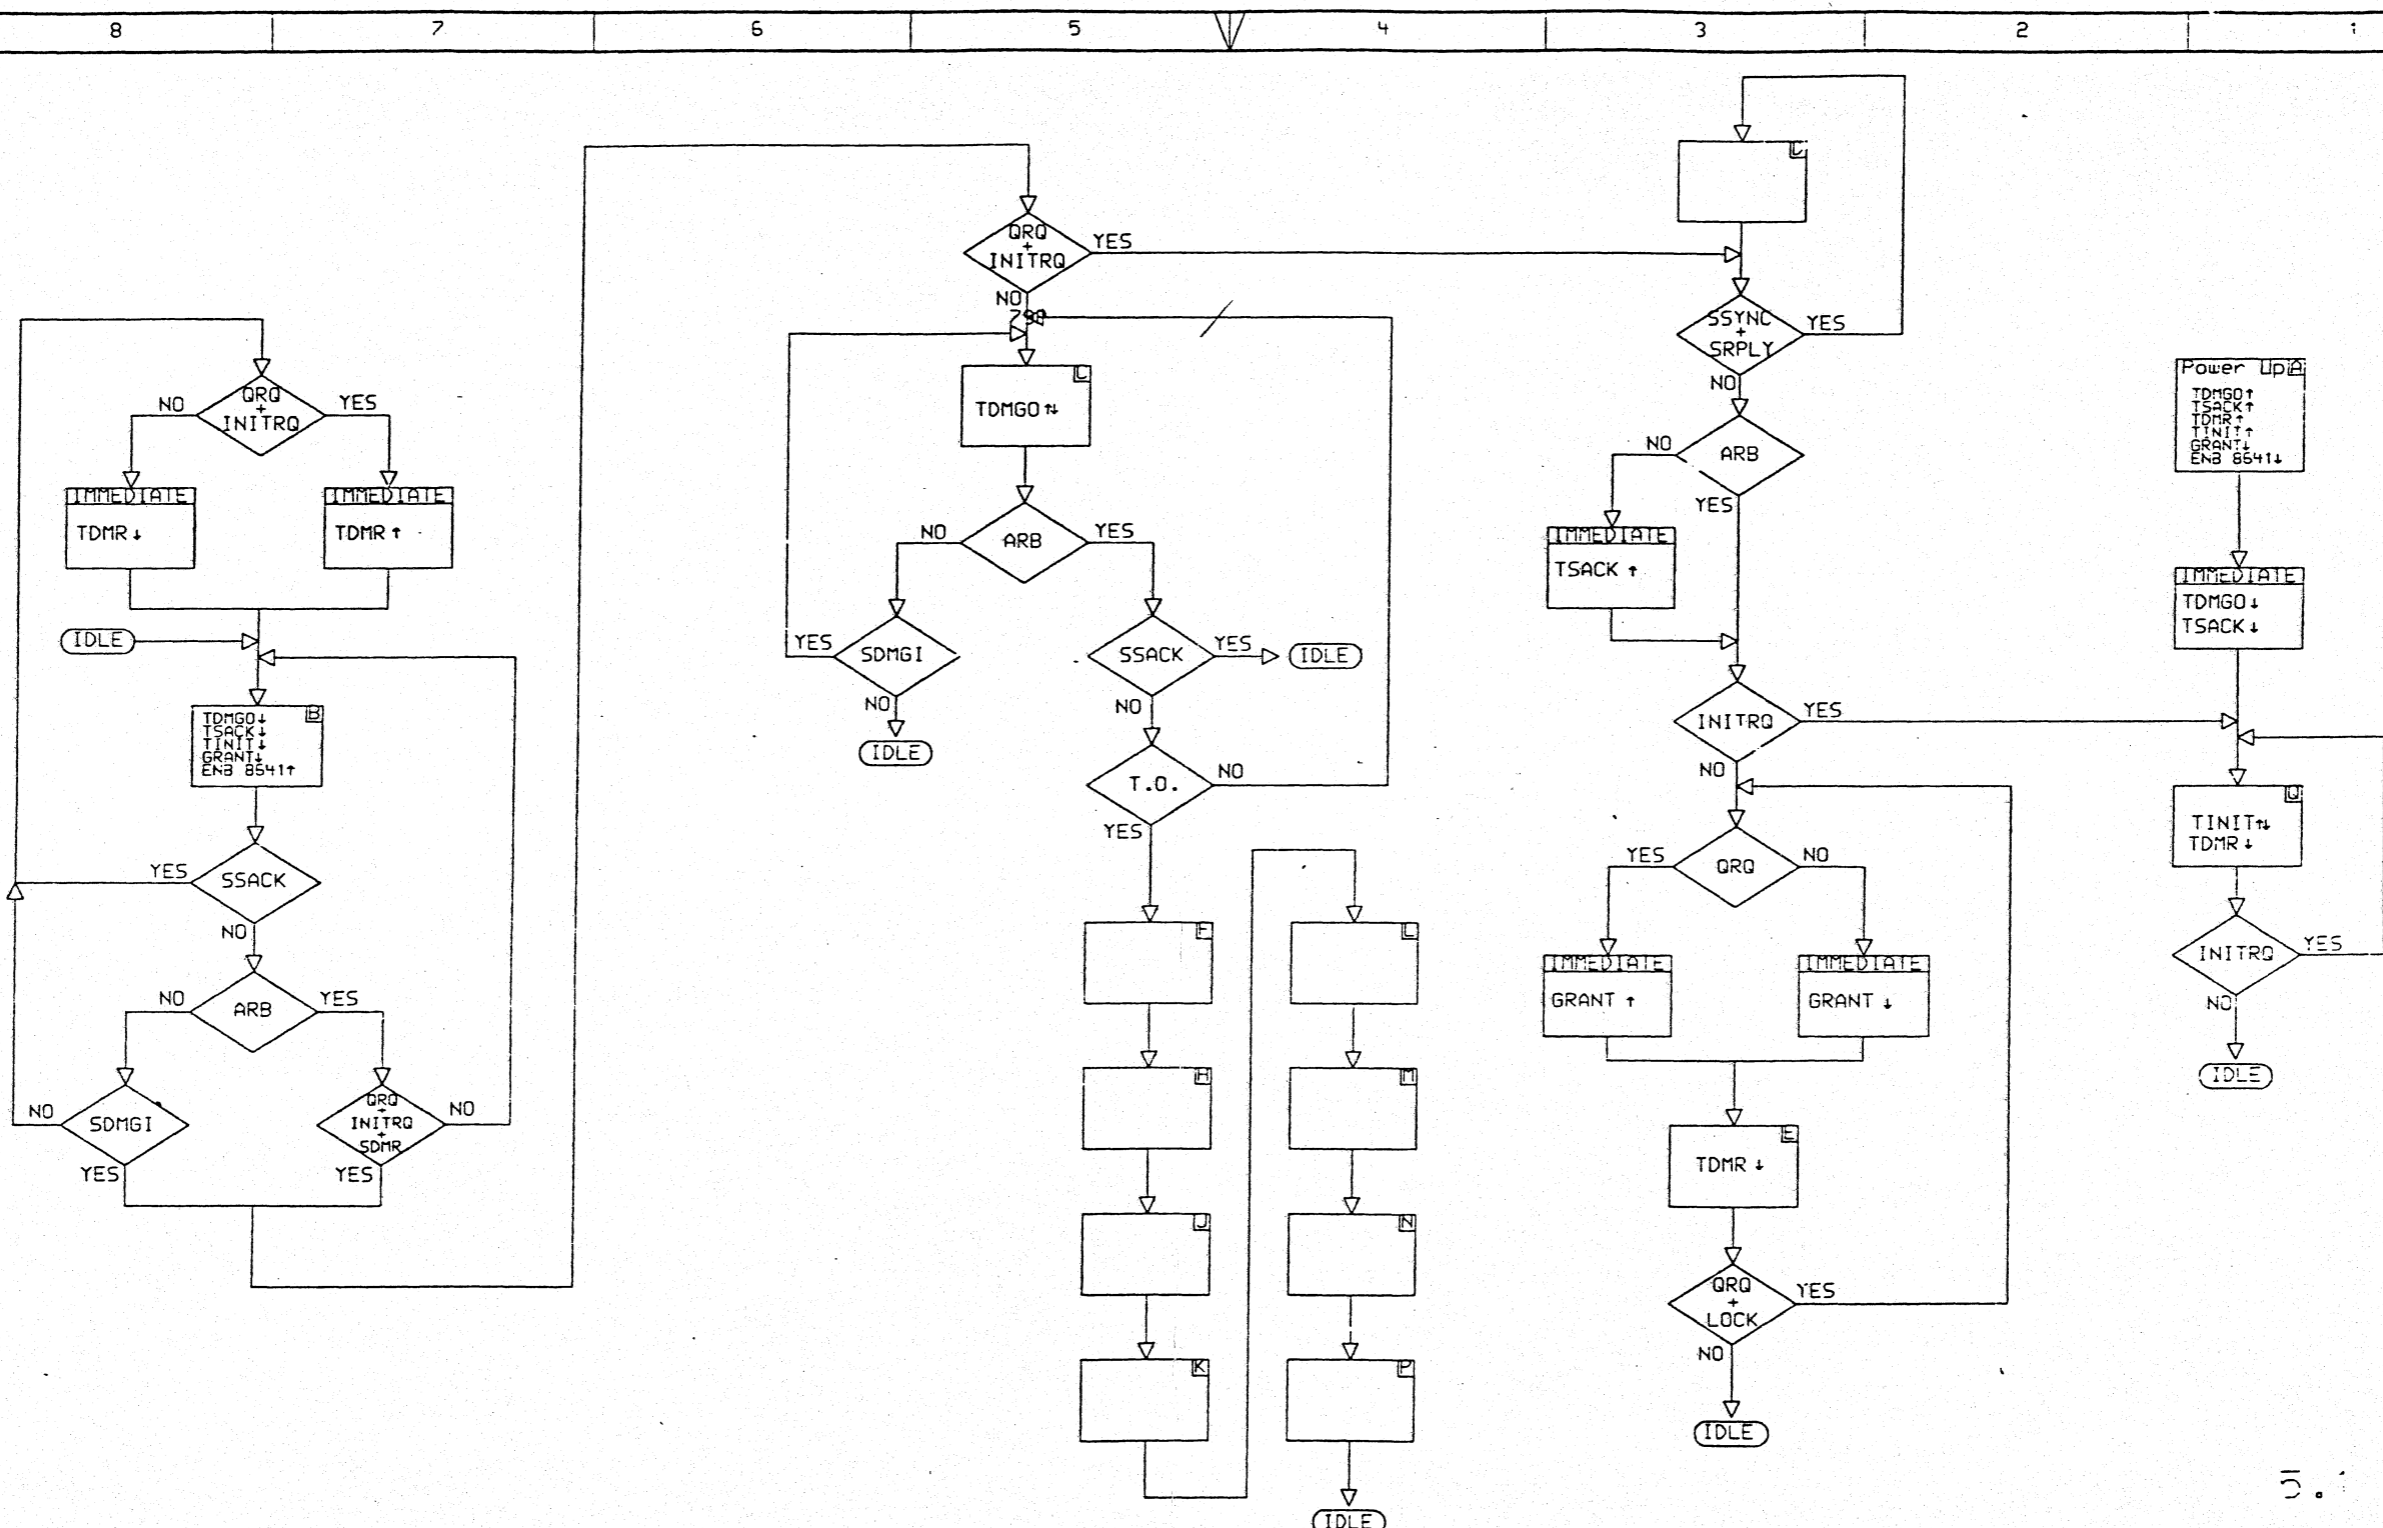 8 7 6 5 4 3 2 1
QRQ
+
INITRQ
NO
YES
IMMEDIATE
TDMR ↓
IMMEDIATE
TDMR ↑
IDLE
B
TDMGO↓
TSACK↓
TINIT↓
GRANT↓
ENB 8641↑
YES
SSACK
NO
NO
ARB
YES
NO
SDMGI
YES
QRQ
+
INITRQ
+
SDMR
NO
YES
QRQ
+
INITRQ
YES
NO
C
TDMGO↑↓
NO
ARB
YES
YES
SDMGI
NO
IDLE
SSACK
YES
IDLE
NO
T.O.
NO
YES
F
H
J
K
L
M
N
P
IDLE
SSYNC
+
SRPLY
YES
NO
NO
ARB
YES
IMMEDIATE
TSACK ↑
INITRQ
YES
NO
YES
QRQ
NO
IMMEDIATE
GRANT ↑
IMMEDIATE
GRANT ↓
E
TDMR ↓
QRQ
+
LOCK
YES
NO
IDLE
Power Up A
TDMGO↑
TSACK↑
TDMR↑
TINIT↑
GRANT↓
ENB 8641↓
IMMEDIATE
TDMGO↓
TSACK↓
Q
TINIT↑↓
TDMR↓
INITRQ
YES
NO
IDLE